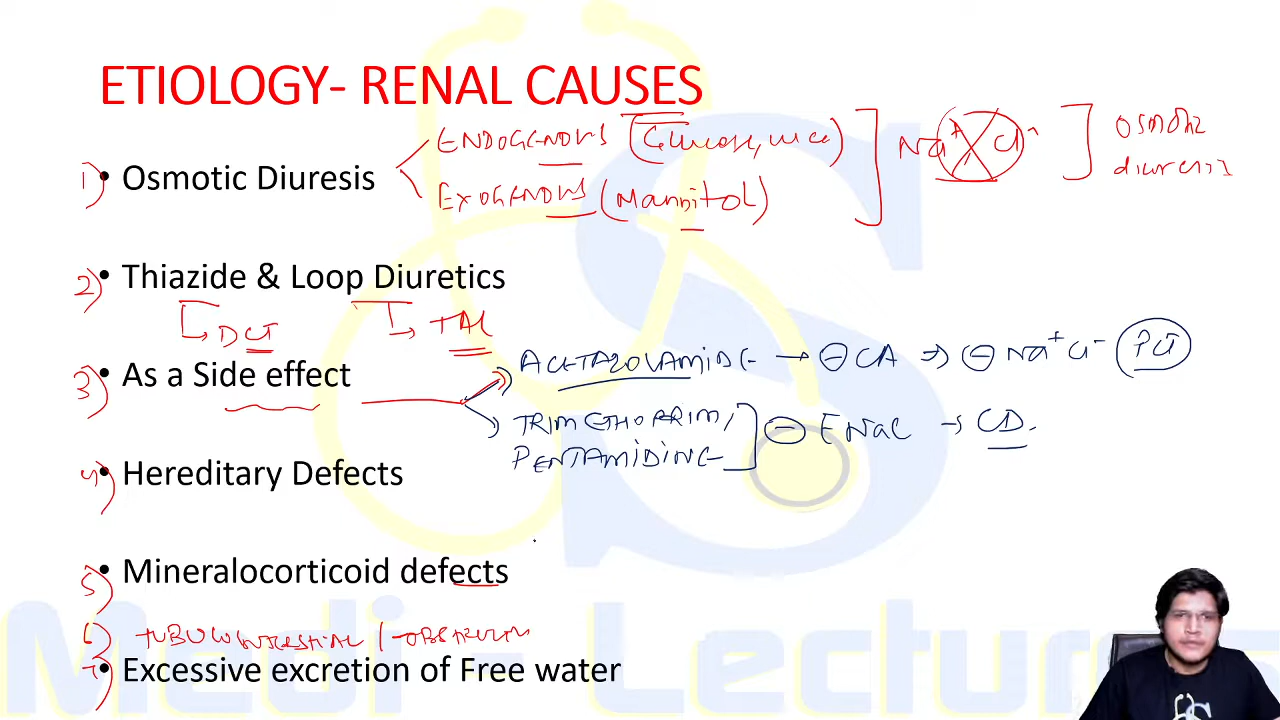 ETIOLOGY- RENAL CAUSES
ENDOGENOUS (Glucose, urea)
1) • Osmotic Diuresis
EXOGENOUS (Mannitol)
Na+ Cl-
osmotic
diuresis
2) • Thiazide & Loop Diuretics
DCT
TAL
3) • As a Side effect
ACETAZOLAMIDE → ⊖ CA ⇒ ⊖ Na+ Cl- PCT
TRIMETHOPRIM/
PENTAMIDINE
⊖ ENaC → CD.
4) • Hereditary Defects
5) • Mineralocorticoid defects
6) TUBULOINTERSTITIAL / OBSTRUCTION
7) • Excessive excretion of Free water
Medi - Lectures